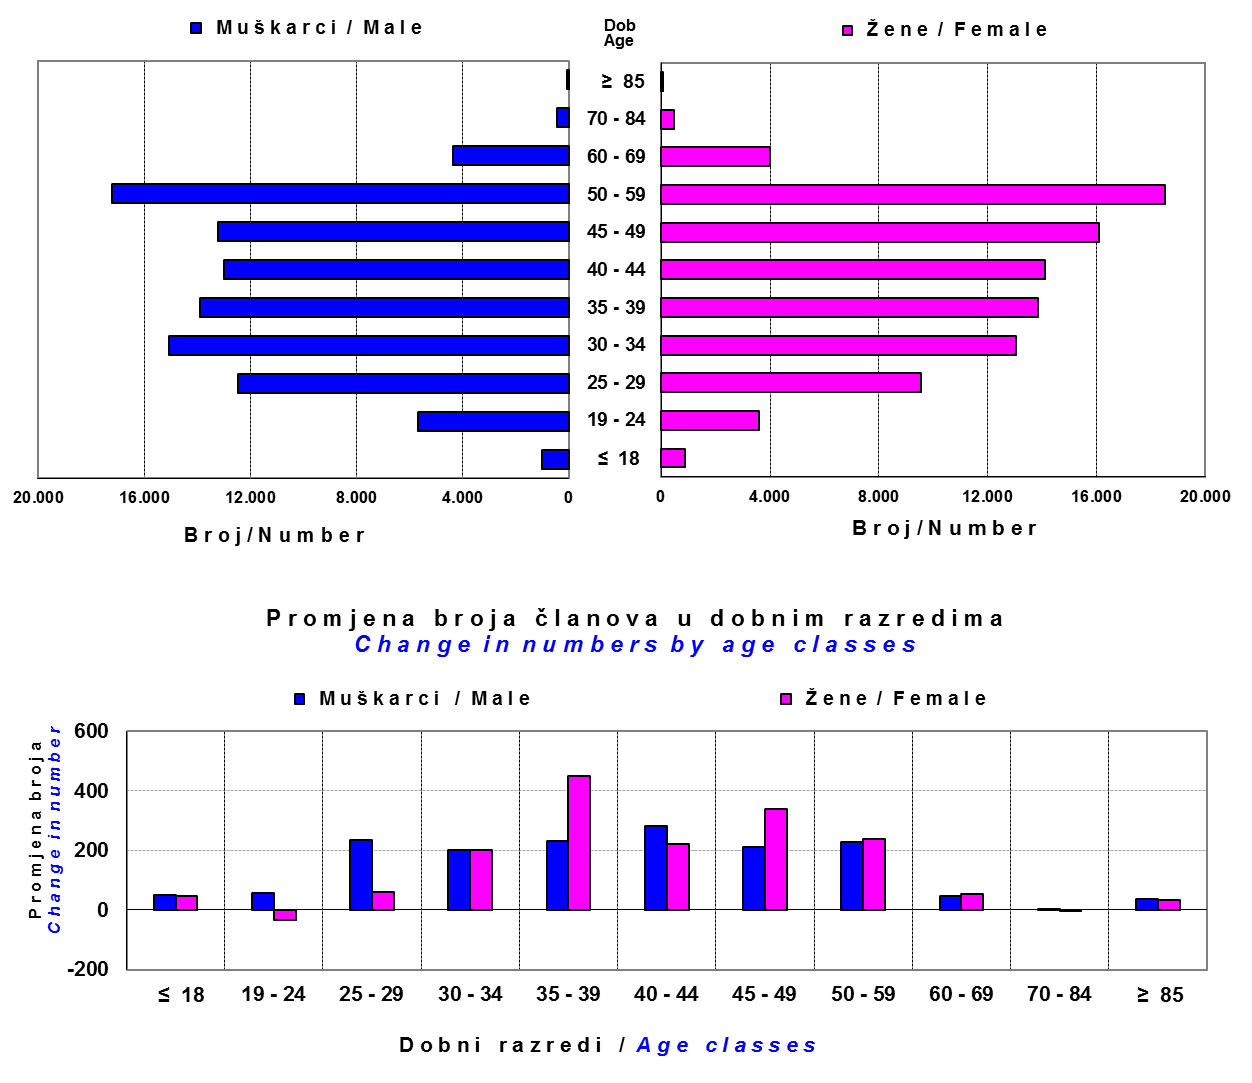 Muškarci / Male
Dob
Age
Žene / Female
≥ 85
70 - 84
60 - 69
50 - 59
45 - 49
40 - 44
35 - 39
30 - 34
25 - 29
19 - 24
≤ 18
20.000 16.000 12.000 8.000 4.000 0
0 4.000 8.000 12.000 16.000 20.000
Broj/Number
Broj/Number
Promjena broja članova u dobnim razredima
Change in numbers by age classes
Muškarci / Male
Žene / Female
Promjena broja
Change in number
600
400
200
0
-200
≤ 18 19 - 24 25 - 29 30 - 34 35 - 39 40 - 44 45 - 49 50 - 59 60 - 69 70 - 84 ≥ 85
Dobni razredi / Age classes